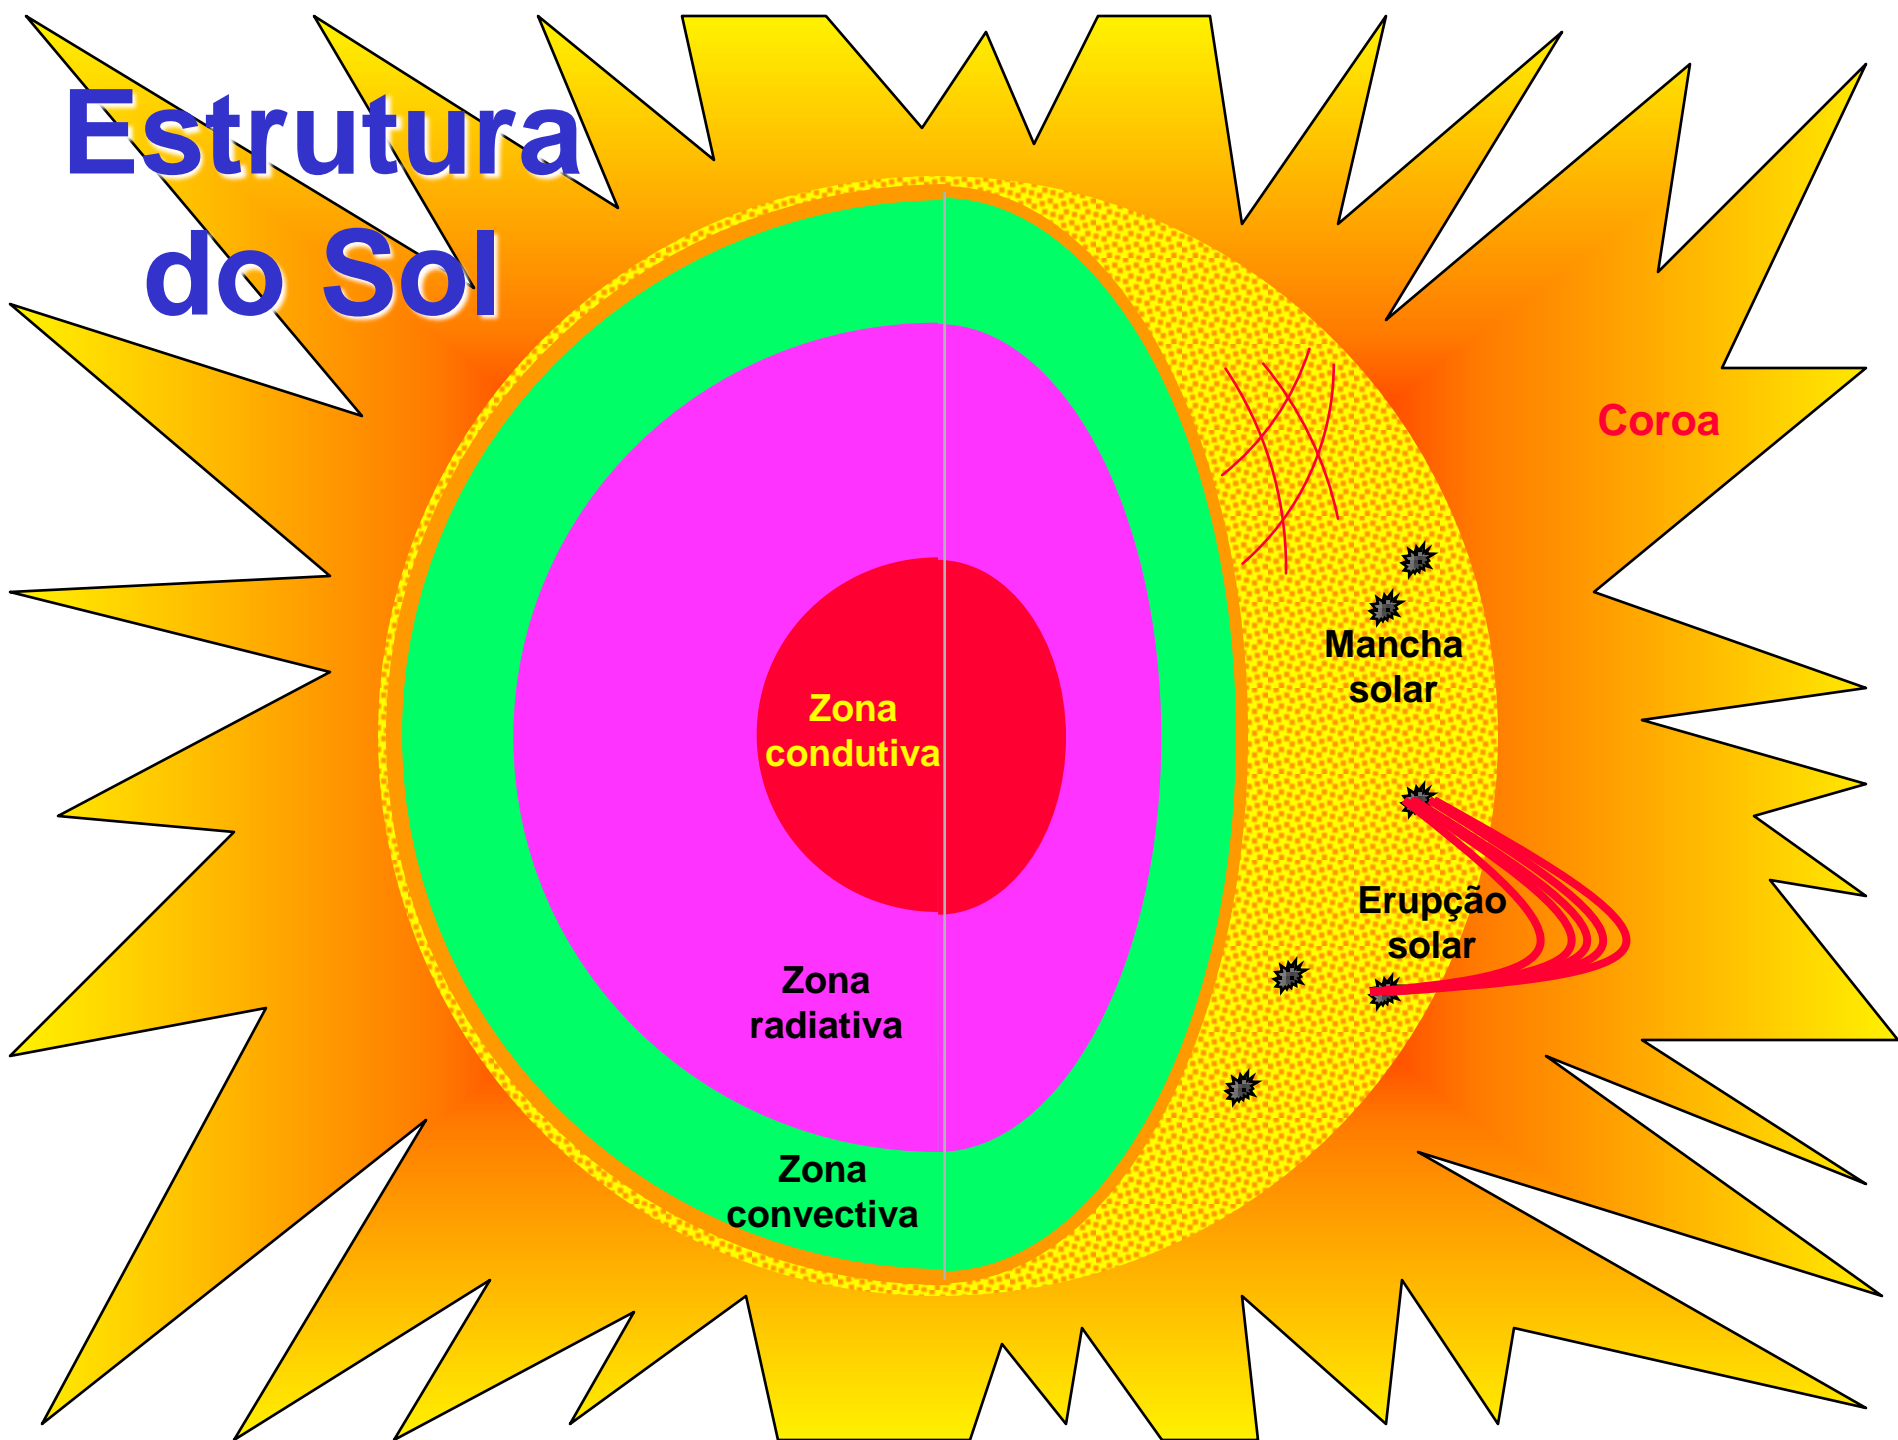 Estrutura
do Sol
Coroa
Mancha
solar
Zona
condutiva
Erupção
solar
Zona
radiativa
Zona
convectiva